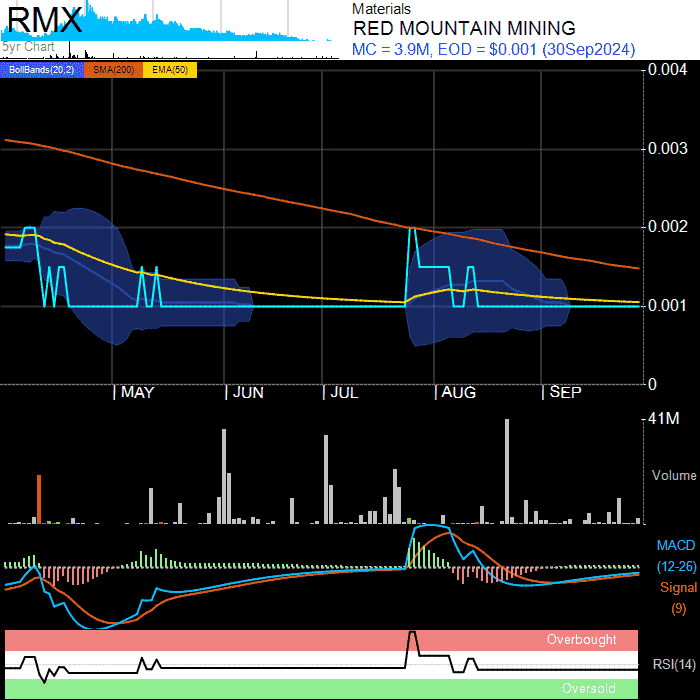 RMX
5yr Chart
Materials
RED MOUNTAIN MINING
MC = 3.9M, EOD = $0.001 (30Sep2024)
BollBands(20,2) SMA(200) EMA(50)
0.004
0.003
0.002
0.001
0
MAY JUN JUL AUG SEP
41M
Volume
MACD
(12-26)
Signal
(9)
Overbought
RSI(14)
Oversold